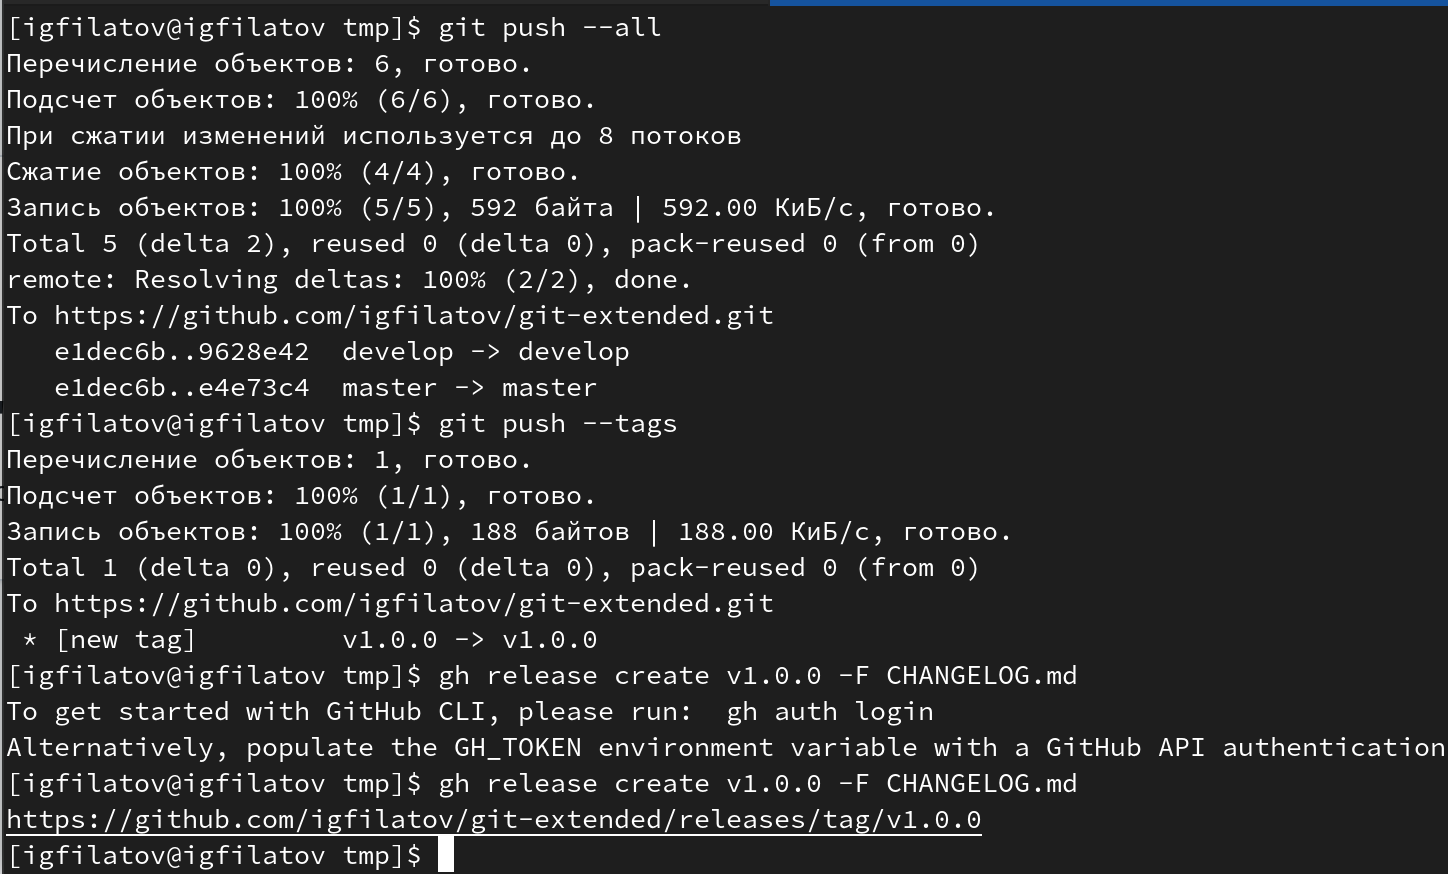 [igfilatov@igfilatov tmp]$ git push --all
Перечисление объектов: 6, готово.
Подсчет объектов: 100% (6/6), готово.
При сжатии изменений используется до 8 потоков
Сжатие объектов: 100% (4/4), готово.
Запись объектов: 100% (5/5), 592 байта | 592.00 КиБ/с, готово.
Total 5 (delta 2), reused 0 (delta 0), pack-reused 0 (from 0)
remote: Resolving deltas: 100% (2/2), done.
To https://github.com/igfilatov/git-extended.git
   e1dec6b..9628e42  develop -> develop
   e1dec6b..e4e73c4  master -> master
[igfilatov@igfilatov tmp]$ git push --tags
Перечисление объектов: 1, готово.
Подсчет объектов: 100% (1/1), готово.
Запись объектов: 100% (1/1), 188 байтов | 188.00 КиБ/с, готово.
Total 1 (delta 0), reused 0 (delta 0), pack-reused 0 (from 0)
To https://github.com/igfilatov/git-extended.git
 * [new tag]         v1.0.0 -> v1.0.0
[igfilatov@igfilatov tmp]$ gh release create v1.0.0 -F CHANGELOG.md
To get started with GitHub CLI, please run:  gh auth login
Alternatively, populate the GH_TOKEN environment variable with a GitHub API authentication
[igfilatov@igfilatov tmp]$ gh release create v1.0.0 -F CHANGELOG.md
https://github.com/igfilatov/git-extended/releases/tag/v1.0.0
[igfilatov@igfilatov tmp]$